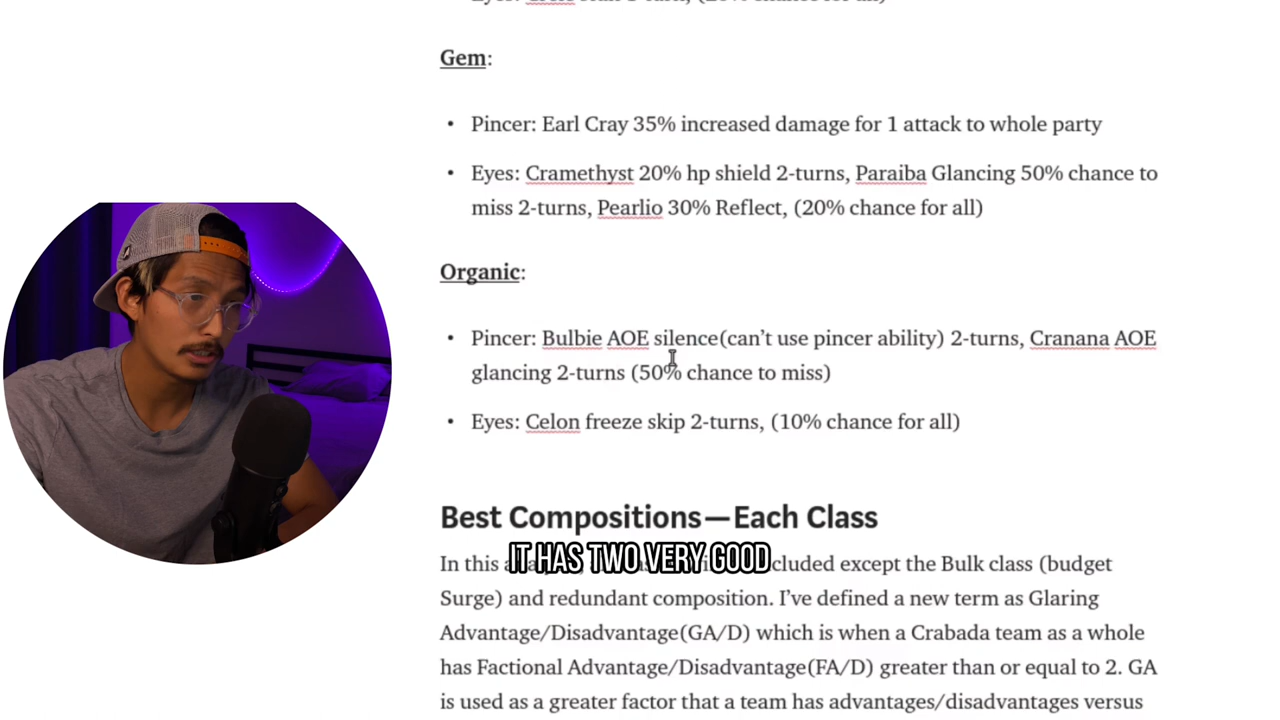 Gem:
• Pincer: Earl Cray 35% increased damage for 1 attack to whole party
• Eyes: Cramethyst 20% hp shield 2-turns, Paraiba Glancing 50% chance to
miss 2-turns, Pearlio 30% Reflect, (20% chance for all)
Organic:
• Pincer: Bulbie AOE silence(can’t use pincer ability) 2-turns, Cranana AOE
glancing 2-turns (50% chance to miss)
• Eyes: Celon freeze skip 2-turns, (10% chance for all)
Best Compositions—Each Class
IT HAS TWO VERY GOOD
In this cluded except the Bulk class (budget
Surge) and redundant composition. I’ve defined a new term as Glaring
Advantage/Disadvantage(GA/D) which is when a Crabada team as a whole
has Factional Advantage/Disadvantage(FA/D) greater than or equal to 2. GA
is used as a greater factor that a team has advantages/disadvantages versus